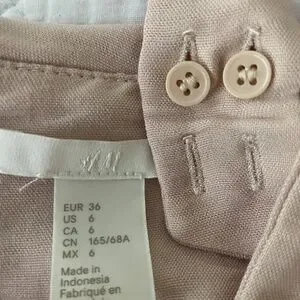 H&M
EUR 36
US 6
CA 6
CN 165/68A
MX 6
Made in
Indonesia
Fabriqué en